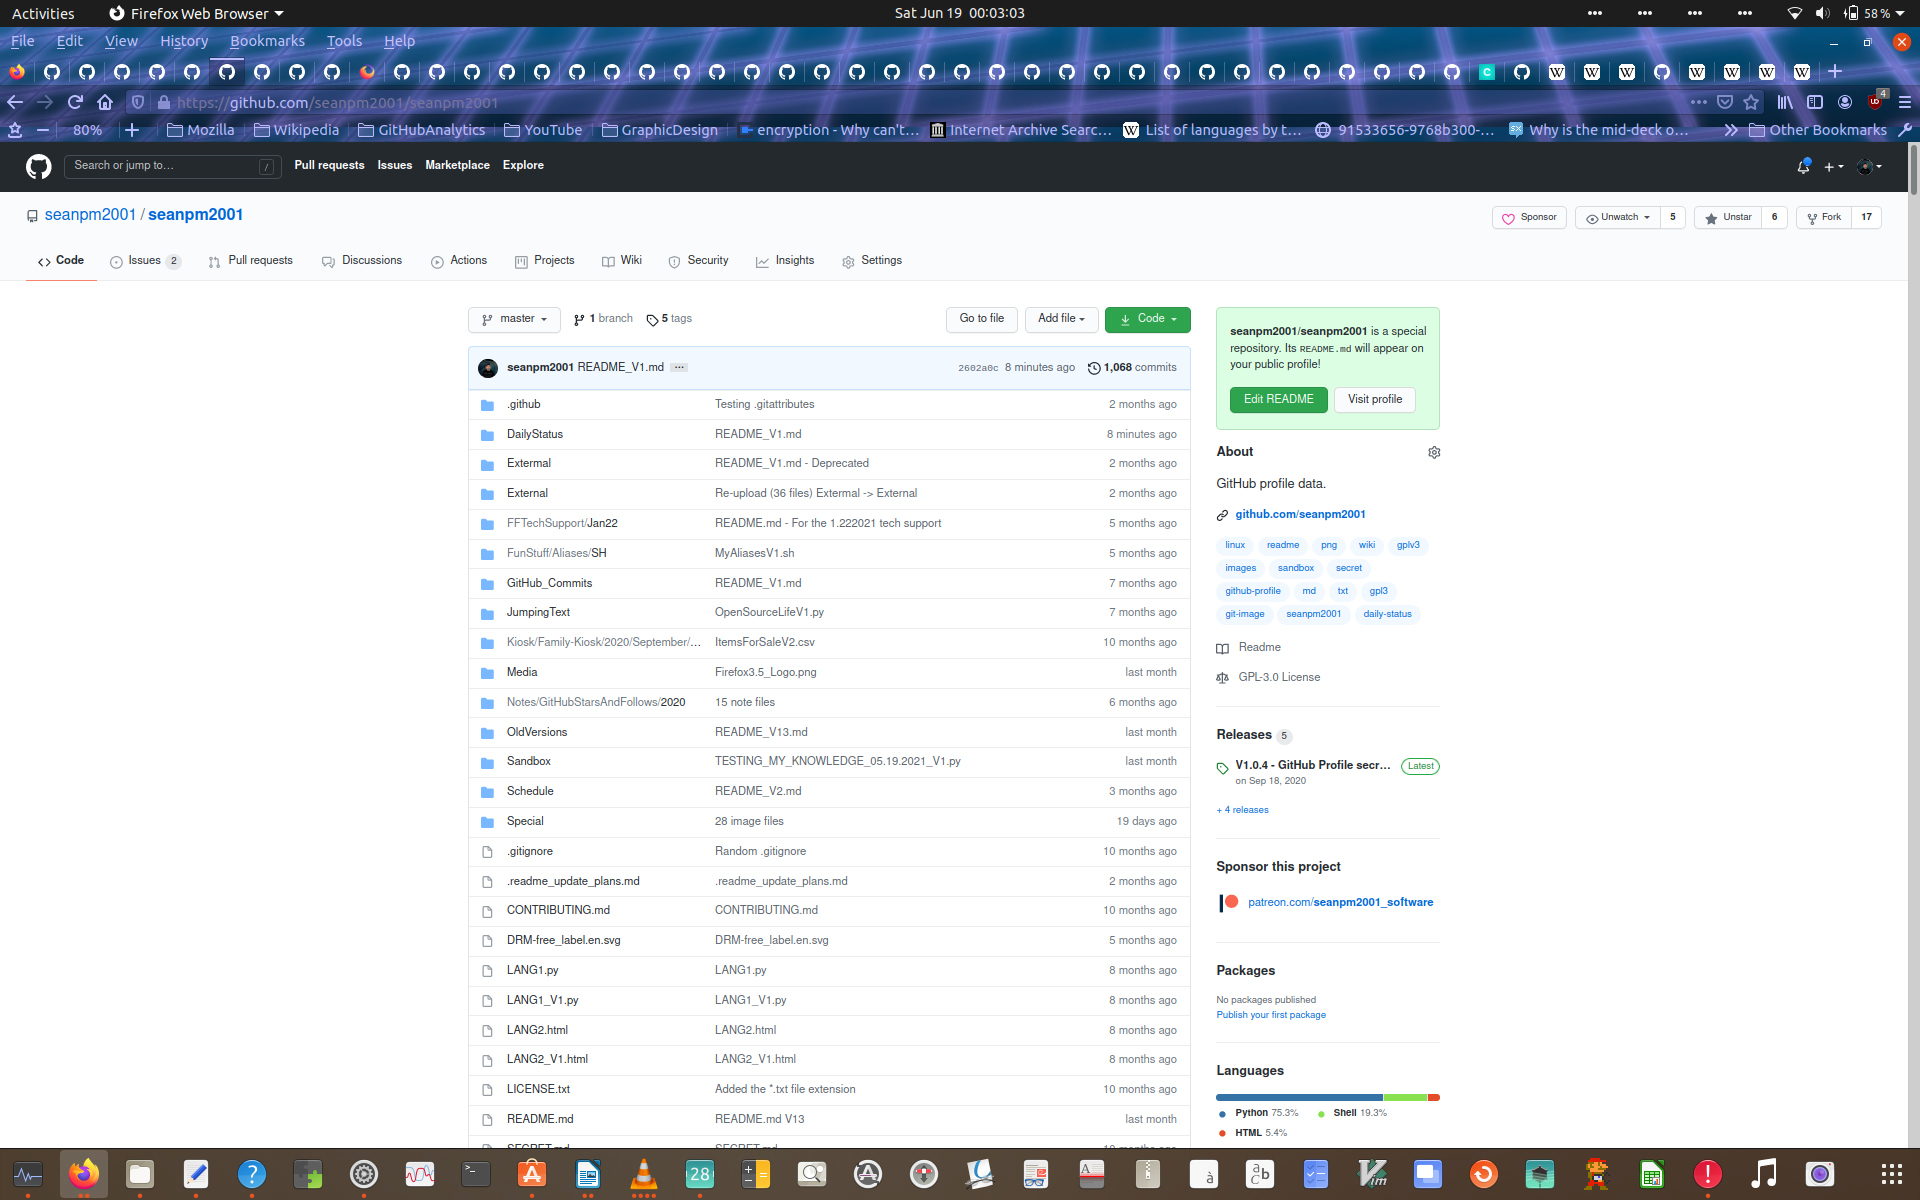 Activities Firefox Web Browser Sat Jun 19 00:03:03 58 %
File Edit View History Bookmarks Tools Help
https://github.com/seanpm2001/seanpm2001 4
80% Mozilla Wikipedia GitHubAnalytics YouTube GraphicDesign encryption - Why can't… Internet Archive Searc… List of languages by t… 91533656-9768b300-… Why is the mid-deck o… Other Bookmarks
Search or jump to… / Pull requests Issues Marketplace Explore
seanpm2001 / seanpm2001 Sponsor Unwatch 5 Unstar 6 Fork 17
Code Issues 2 Pull requests Discussions Actions Projects Wiki Security Insights Settings
master 1 branch 5 tags Go to file Add file Code
seanpm2001 README_V1.md … 2602a0c 8 minutes ago 1,068 commits
.github Testing .gitattributes 2 months ago
DailyStatus README_V1.md 8 minutes ago
Extermal README_V1.md - Deprecated 2 months ago
External Re-upload (36 files) Extermal -> External 2 months ago
FFTechSupport/Jan22 README.md - For the 1.222021 tech support 5 months ago
FunStuff/Aliases/SH MyAliasesV1.sh 5 months ago
GitHub_Commits README_V1.md 7 months ago
JumpingText OpenSourceLifeV1.py 7 months ago
Kiosk/Family-Kiosk/2020/September/… ItemsForSaleV2.csv 10 months ago
Media Firefox3.5_Logo.png last month
Notes/GitHubStarsAndFollows/2020 15 note files 6 months ago
OldVersions README_V13.md last month
Sandbox TESTING_MY_KNOWLEDGE_05.19.2021_V1.py last month
Schedule README_V2.md 3 months ago
Special 28 image files 19 days ago
.gitignore Random .gitignore 10 months ago
.readme_update_plans.md .readme_update_plans.md 2 months ago
CONTRIBUTING.md CONTRIBUTING.md 10 months ago
DRM-free_label.en.svg DRM-free_label.en.svg 5 months ago
LANG1.py LANG1.py 8 months ago
LANG1_V1.py LANG1_V1.py 8 months ago
LANG2.html LANG2.html 8 months ago
LANG2_V1.html LANG2_V1.html 8 months ago
LICENSE.txt Added the *.txt file extension 10 months ago
README.md README.md V13 last month
SECRET.md SECRET.md 10 months ago
seanpm2001/seanpm2001 is a special
repository. Its README.md will appear on
your public profile!
Edit README Visit profile
About
GitHub profile data.
github.com/seanpm2001
linux readme png wiki gplv3
images sandbox secret
github-profile md txt gpl3
git-image seanpm2001 daily-status
Readme
GPL-3.0 License
Releases 5
V1.0.4 - GitHub Profile secr… Latest
on Sep 18, 2020
+ 4 releases
Sponsor this project
patreon.com/seanpm2001_software
Packages
No packages published
Publish your first package
Languages
Python 75.3% Shell 19.3%
HTML 5.4%
28